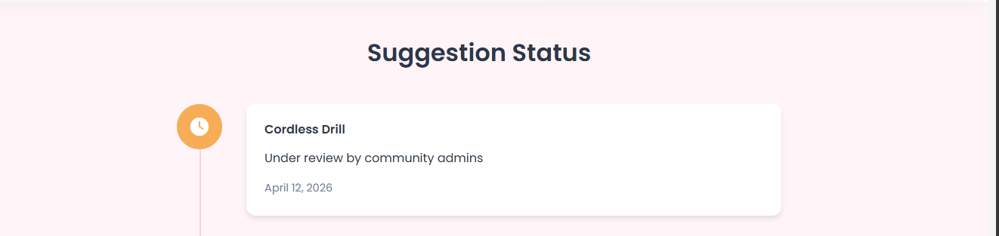 Suggestion Status
Cordless Drill
Under review by community admins
April 12, 2026